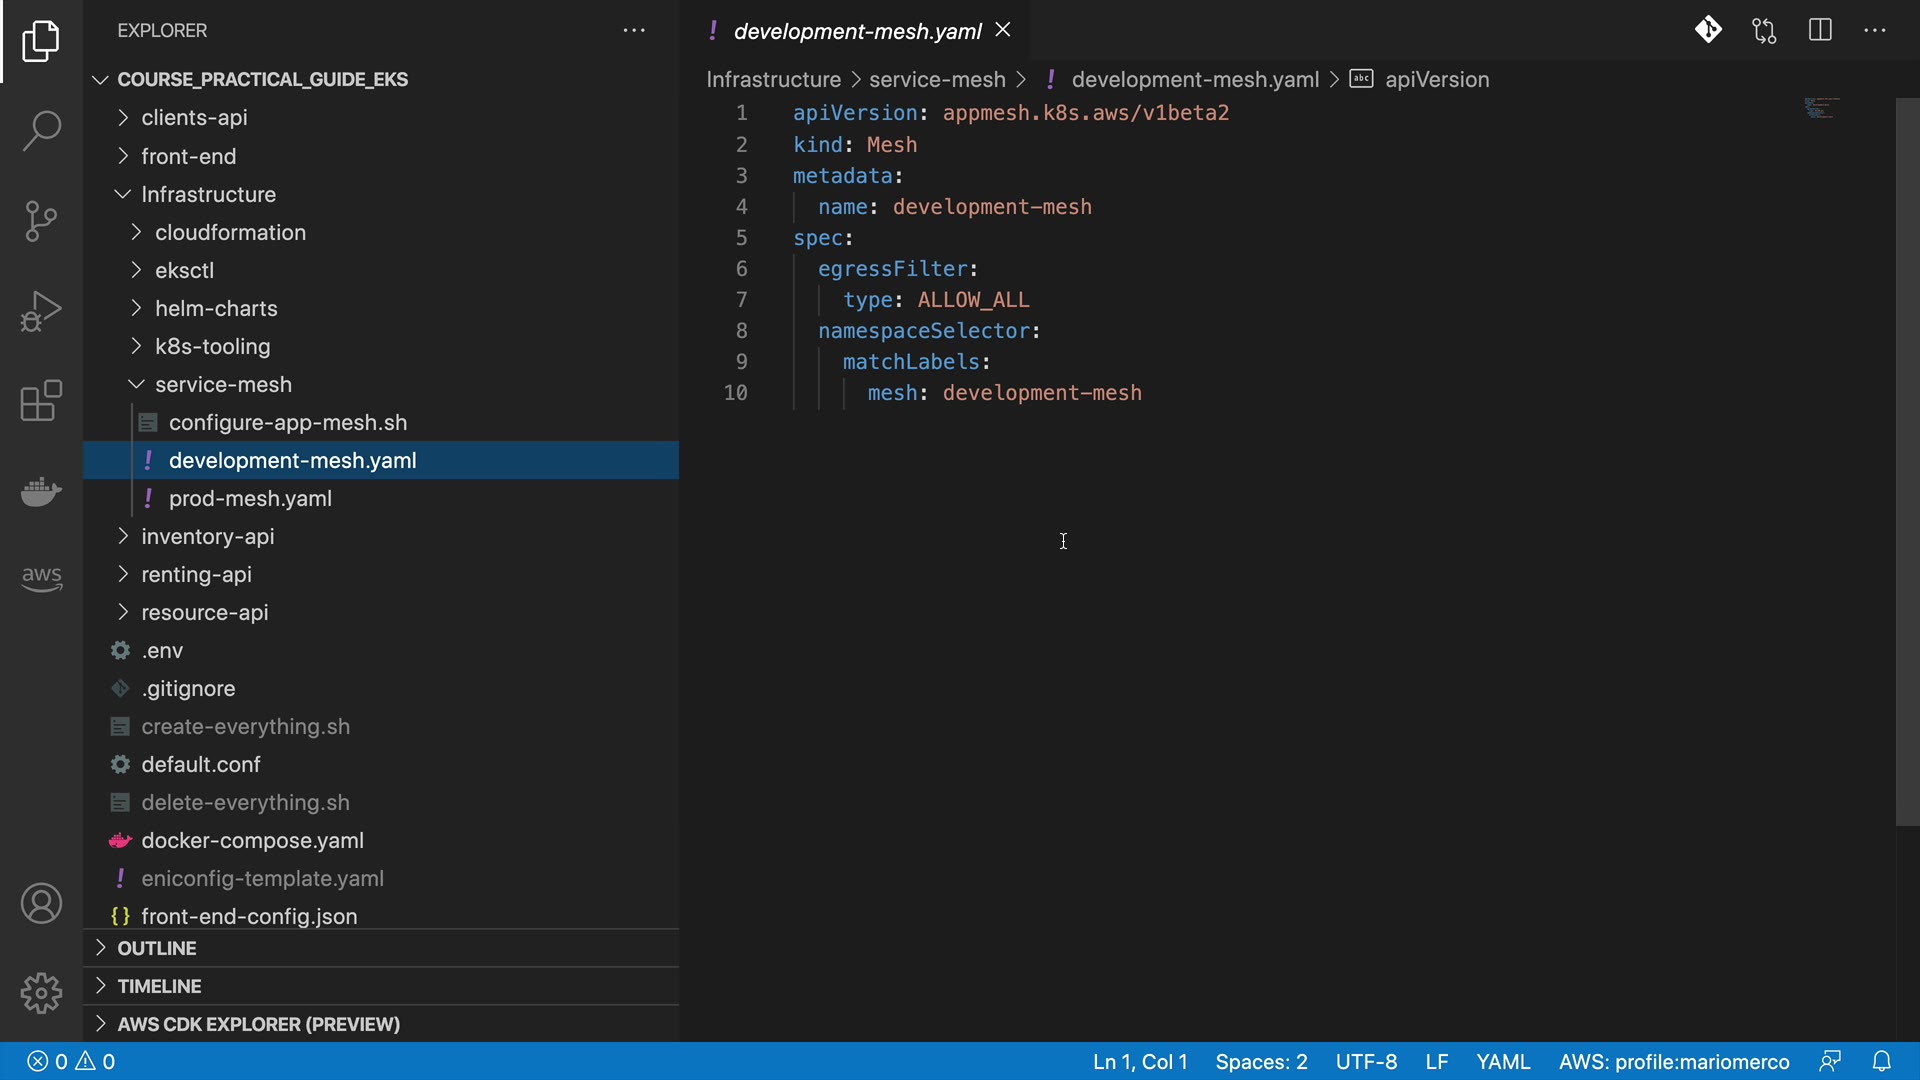 EXPLORER
COURSE_PRACTICAL_GUIDE_EKS
clients-api
front-end
Infrastructure
cloudformation
eksctl
helm-charts
k8s-tooling
service-mesh
configure-app-mesh.sh
! development-mesh.yaml
! prod-mesh.yaml
inventory-api
renting-api
resource-api
.env
.gitignore
create-everything.sh
default.conf
delete-everything.sh
docker-compose.yaml
! eniconfig-template.yaml
{} front-end-config.json
OUTLINE
TIMELINE
AWS CDK EXPLORER (PREVIEW)
aws
! development-mesh.yaml
Infrastructure > service-mesh > ! development-mesh.yaml > abc apiVersion
1 apiVersion: appmesh.k8s.aws/v1beta2
2 kind: Mesh
3 metadata:
4 name: development-mesh
5 spec:
6 egressFilter:
7 type: ALLOW_ALL
8 namespaceSelector:
9 matchLabels:
10 mesh: development-mesh
0 0 Ln 1, Col 1 Spaces: 2 UTF-8 LF YAML AWS: profile:mariomerco